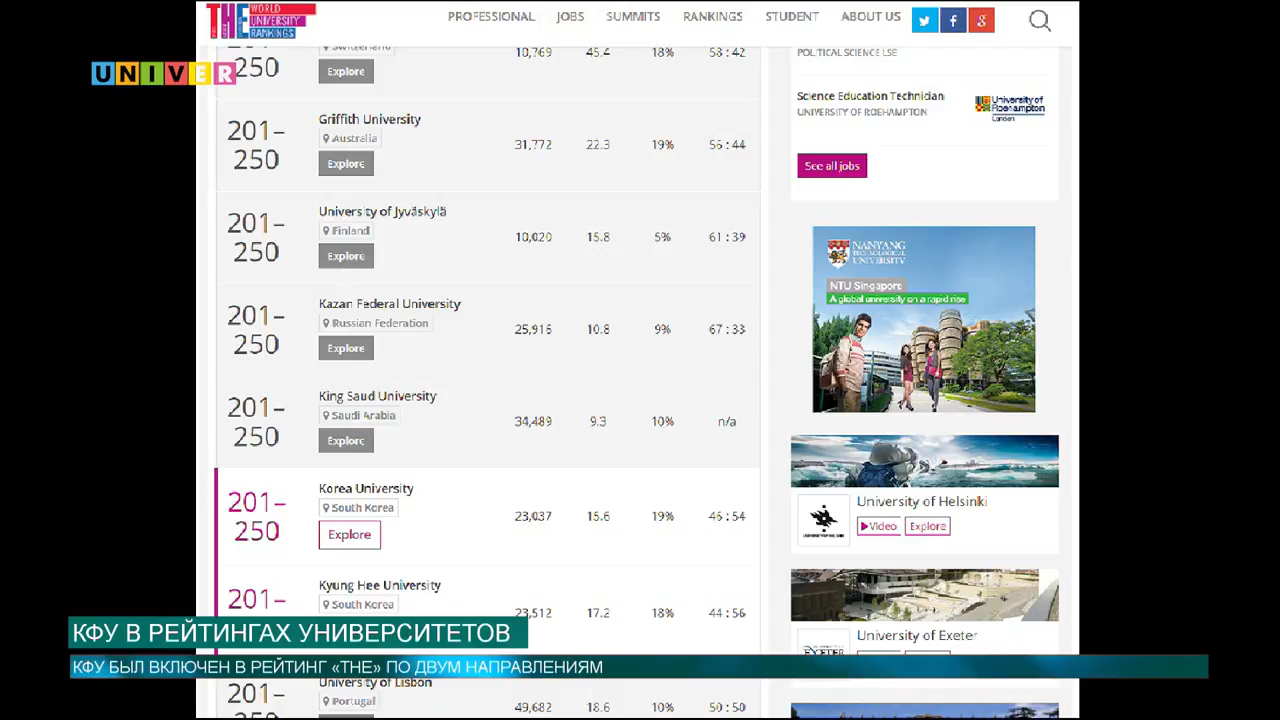 THE WORLD UNIVERSITY RANKINGS
PROFESSIONAL JOBS SUMMITS RANKINGS STUDENT ABOUT US
UNIVER
201–250
Switzerland
Explore
10,769 45.4 18% 58 : 42
201–250
Griffith University
Australia
Explore
31,772 22.3 19% 56 : 44
201–250
University of Jyväskylä
Finland
Explore
10,020 15.8 5% 61 : 39
201–250
Kazan Federal University
Russian Federation
Explore
25,916 10.8 9% 67 : 33
201–250
King Saud University
Saudi Arabia
Explore
34,489 9.3 10% n/a
201–250
Korea University
South Korea
Explore
23,037 15.6 19% 46 : 54
201–
Kyung Hee University
South Korea
23,512 17.2 18% 44 : 56
201–250
University of Lisbon
Portugal
49,682 18.6 10% 50 : 50
POLITICAL SCIENCE LSE
Science Education Technician
UNIVERSITY OF ROEHAMPTON
University of Roehampton London
See all jobs
NANYANG TECHNOLOGICAL UNIVERSITY
NTU Singapore
A global university on a rapid rise
University of Helsinki
Video Explore
University of Exeter
EXETER
КФУ В РЕЙТИНГАХ УНИВЕРСИТЕТОВ
КФУ БЫЛ ВКЛЮЧЕН В РЕЙТИНГ «THE» ПО ДВУМ НАПРАВЛЕНИЯМ